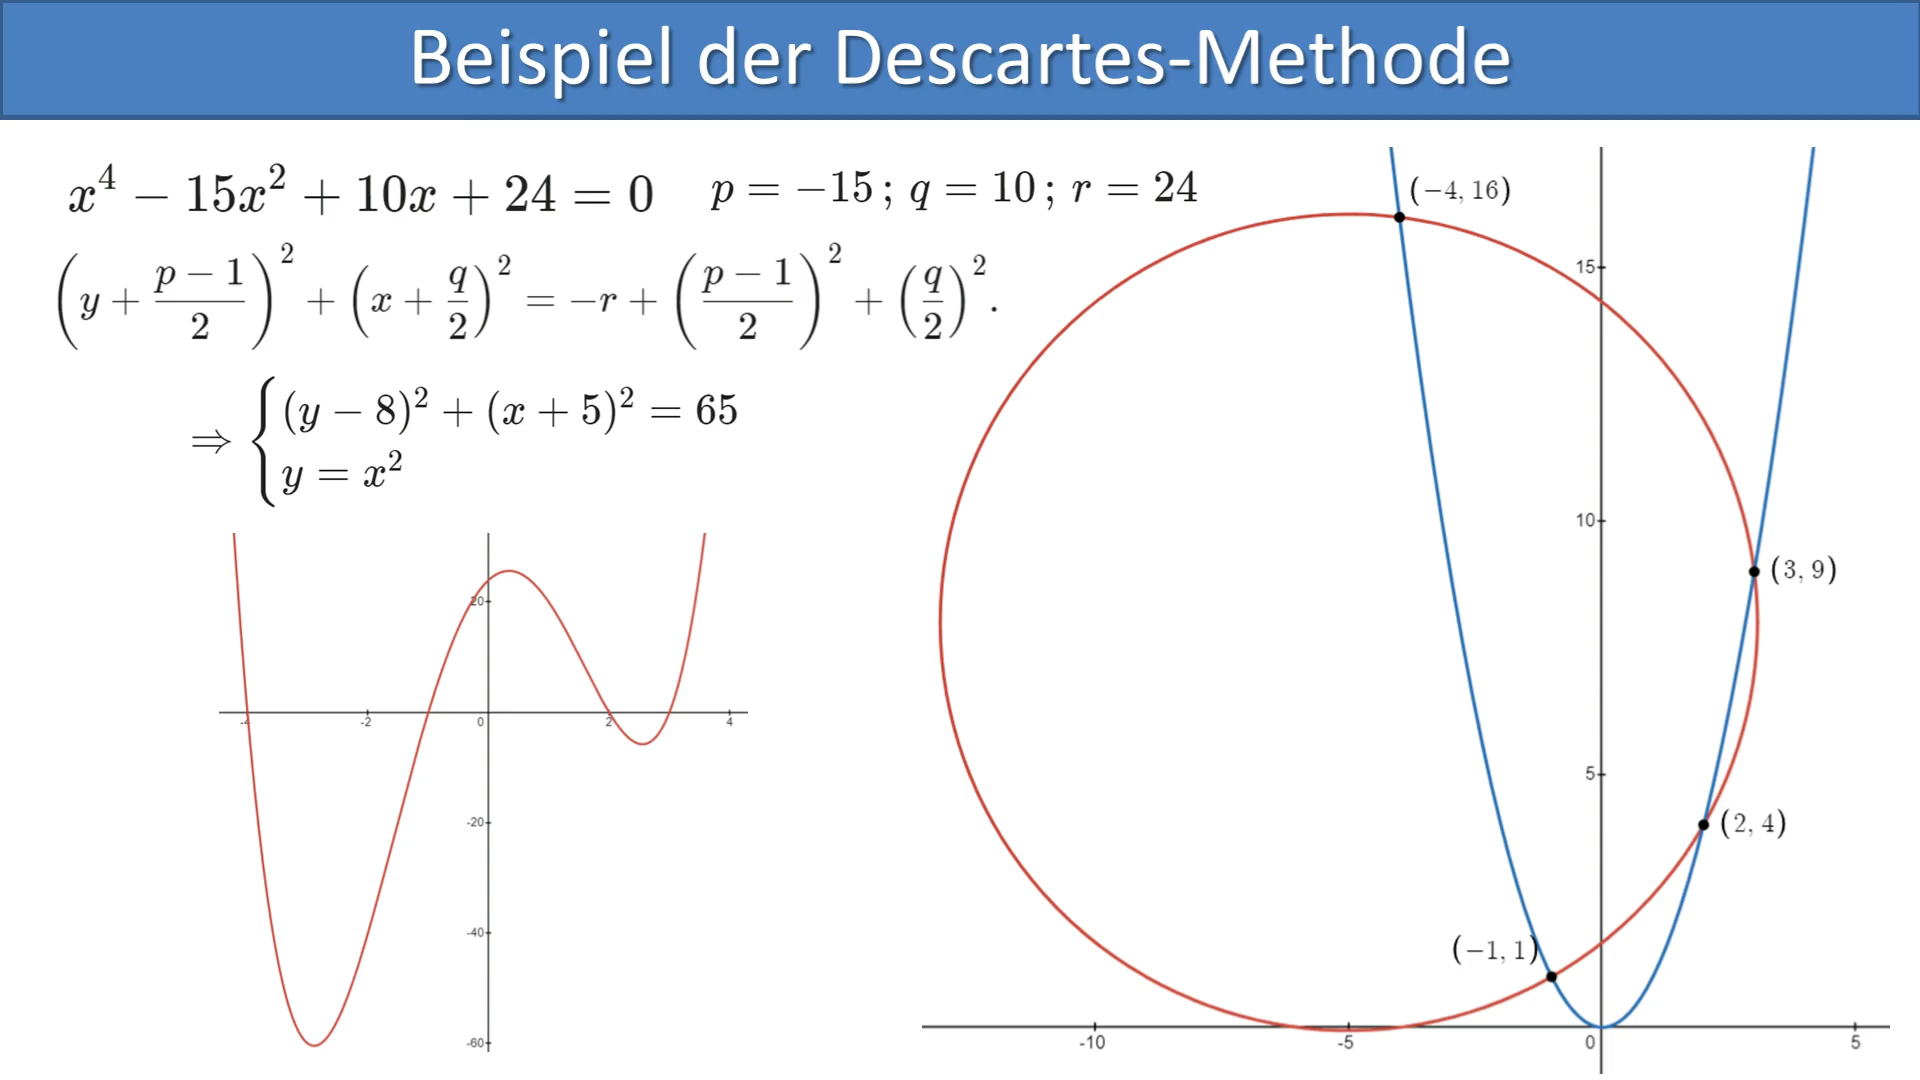 Beispiel der Descartes-Methode
x⁴ − 15x² + 10x + 24 = 0
p = −15 ; q = 10 ; r = 24
(y + (p − 1)/2)² + (x + q/2)² = −r + ((p − 1)/2)² + (q/2)².
⇒ { (y − 8)² + (x + 5)² = 65
y = x²
20
-4 -2 0 2 4
-20
-40
-60
(−4, 16)
15
10
(3, 9)
5
(2, 4)
(−1, 1)
-10 -5 0 5